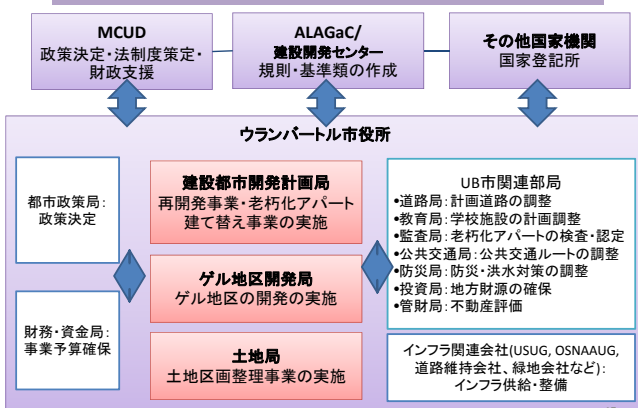 MCUD
政策決定・法制度策定・
財政支援
ALAGaC/
建設開発センター
規則・基準類の作成
その他国家機関
国家登記所
ウランバートル市役所
都市政策局:
政策決定
財務・資金局:
事業予算確保
建設都市開発計画局
再開発事業・老朽化アパート
建て替え事業の実施
ゲル地区開発局
ゲル地区の開発の実施
土地局
土地区画整理事業の実施
UB市関連部局
•道路局:計画道路の調整
•教育局:学校施設の計画調整
•監査局:老朽化アパートの検査・認定
•公共交通局:公共交通ルートの調整
•防災局:防災・洪水対策の調整
•投資局:地方財源の確保
•管財局:不動産評価
インフラ関連会社(USUG, OSNAAUG,
道路維持会社、緑地会社など):
インフラ供給・整備